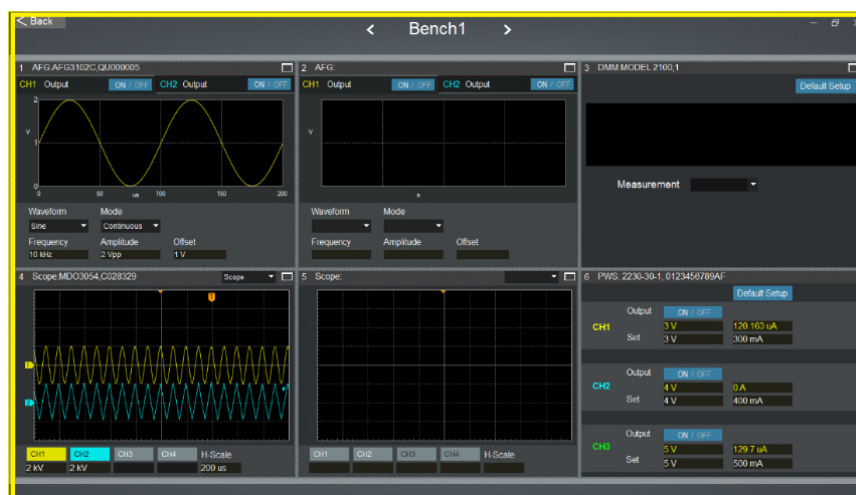 < Back
< Bench1 >
1 AFG:AFG3102C,QU000005
CH1 Output ON / OFF CH2 Output ON / OFF
2
V
1
0
0 50 us 100 150 200
Waveform Mode
Sine Continuous
Frequency Amplitude Offset
10 kHz 2 Vpp 1 V
2 AFG:
CH1 Output ON / OFF CH2 Output ON / OFF
V
s
Waveform Mode
Frequency Amplitude Offset
3 DMM:MODEL 2100,1
Default Setup
Measurement
4 Scope:MDO3054,C028329 Scope
T
CH1 CH2 CH3 CH4 H-Scale
2 kV 2 kV 200 us
5 Scope:
CH1 CH2 CH3 CH4 H-Scale
6 PWS: 2230-30-1, 0123456789AF
Default Setup
Output ON / OFF
CH1 3 V 120.163 uA
Set 3 V 300 mA
Output ON / OFF
CH2 4 V 0 A
Set 4 V 400 mA
Output ON / OFF
CH3 5 V 129.7 uA
Set 5 V 500 mA